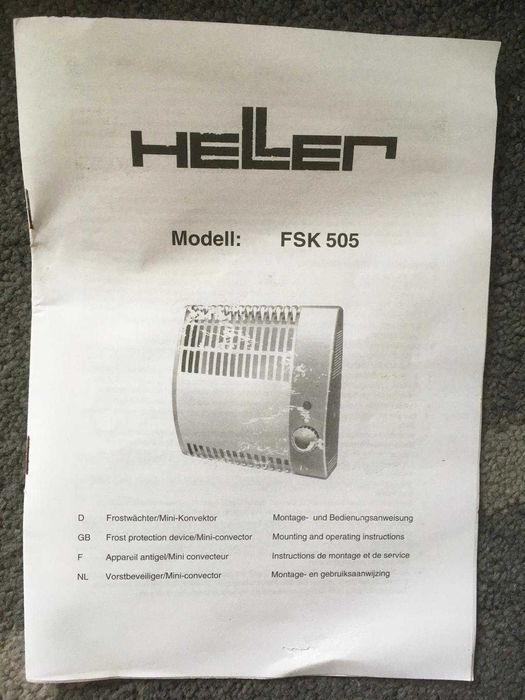 HELLER
Modell: FSK 505
D Frostwächter/Mini-Konvektor Montage- und Bedienungsanweisung
GB Frost protection device/Mini-convector Mounting and operating instructions
F Appareil antigel/Mini convecteur Instructions de montage et de service
NL Vorstbeveiliger/Mini-convector Montage- en gebruiksaanwijzing